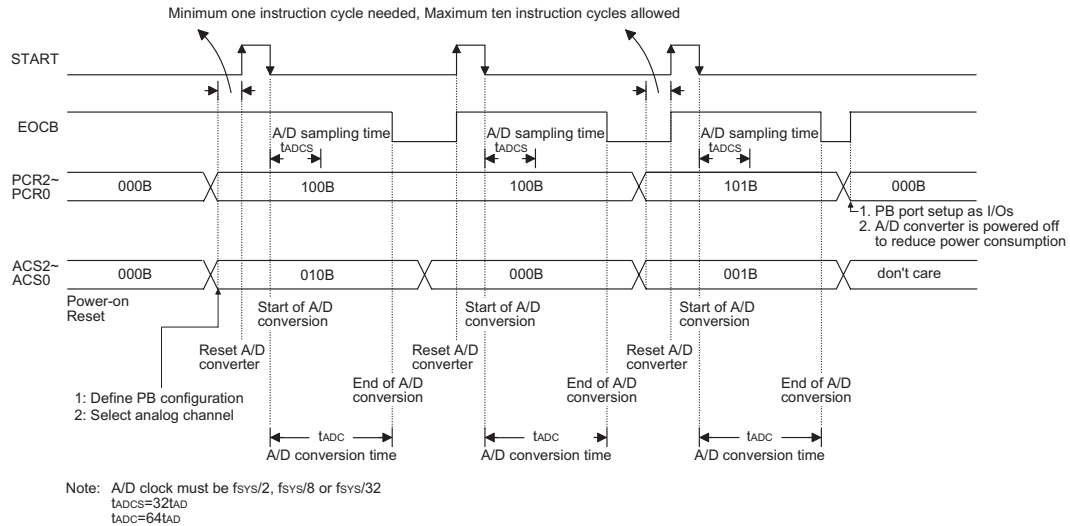 Minimum one instruction cycle needed, Maximum ten instruction cycles allowed
START
EOCB
A/D sampling time
tADCS
A/D sampling time
tADCS
A/D sampling time
tADCS
PCR2~
PCR0
000B
100B
100B
101B
000B
1. PB port setup as I/Os
2. A/D converter is powered off
to reduce power consumption
ACS2~
ACS0
000B
010B
000B
001B
don't care
Power-on
Reset
Start of A/D
conversion
Start of A/D
conversion
Start of A/D
conversion
Reset A/D
converter
Reset A/D
converter
Reset A/D
converter
End of A/D
conversion
End of A/D
conversion
End of A/D
conversion
1: Define PB configuration
2: Select analog channel
tADC
A/D conversion time
tADC
A/D conversion time
tADC
A/D conversion time
Note: A/D clock must be fSYS/2, fSYS/8 or fSYS/32
tADCS=32tAD
tADC=64tAD